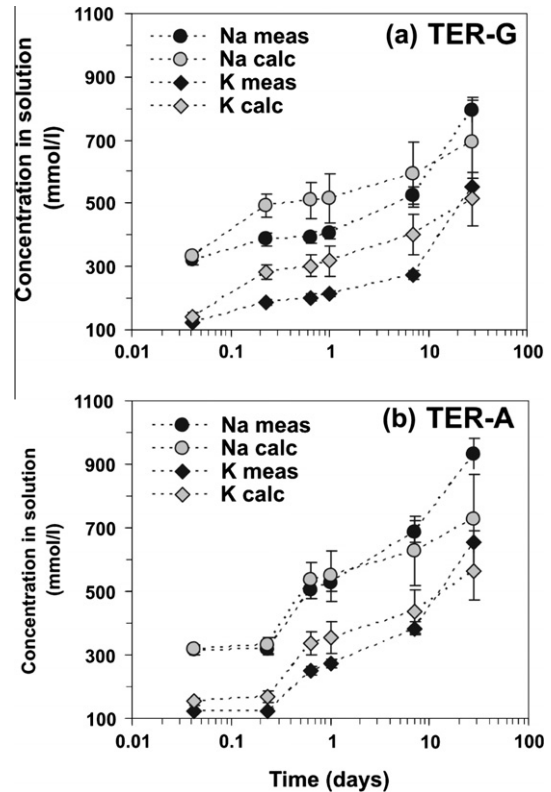 1100
900
700
500
300
100
Concentration in solution
(mmol/l)
(a) TER-G
Na meas
Na calc
K meas
K calc
0.01 0.1 1 10 100
1100
900
700
500
300
100
Concentration in solution
(mmol/l)
(b) TER-A
Na meas
Na calc
K meas
K calc
0.01 0.1 1 10 100
Time (days)